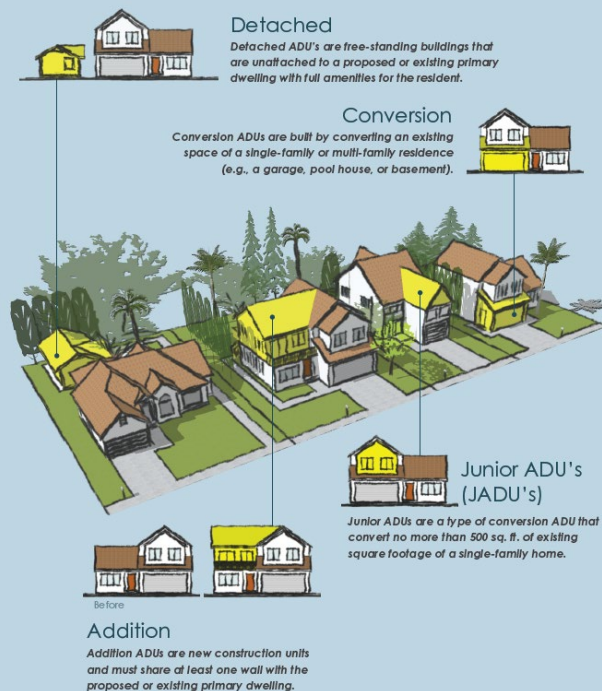 Detached
Detached ADU's are free-standing buildings that
are unattached to a proposed or existing primary
dwelling with full amenities for the resident.
Conversion
Conversion ADUs are built by converting an existing
space of a single-family or multi-family residence
(e.g., a garage, pool house, or basement).
Junior ADU's
(JADU's)
Junior ADUs are a type of conversion ADU that
convert no more than 500 sq. ft. of existing
square footage of a single-family home.
Before
Addition
Addition ADUs are new construction units
and must share at least one wall with the
proposed or existing primary dwelling.